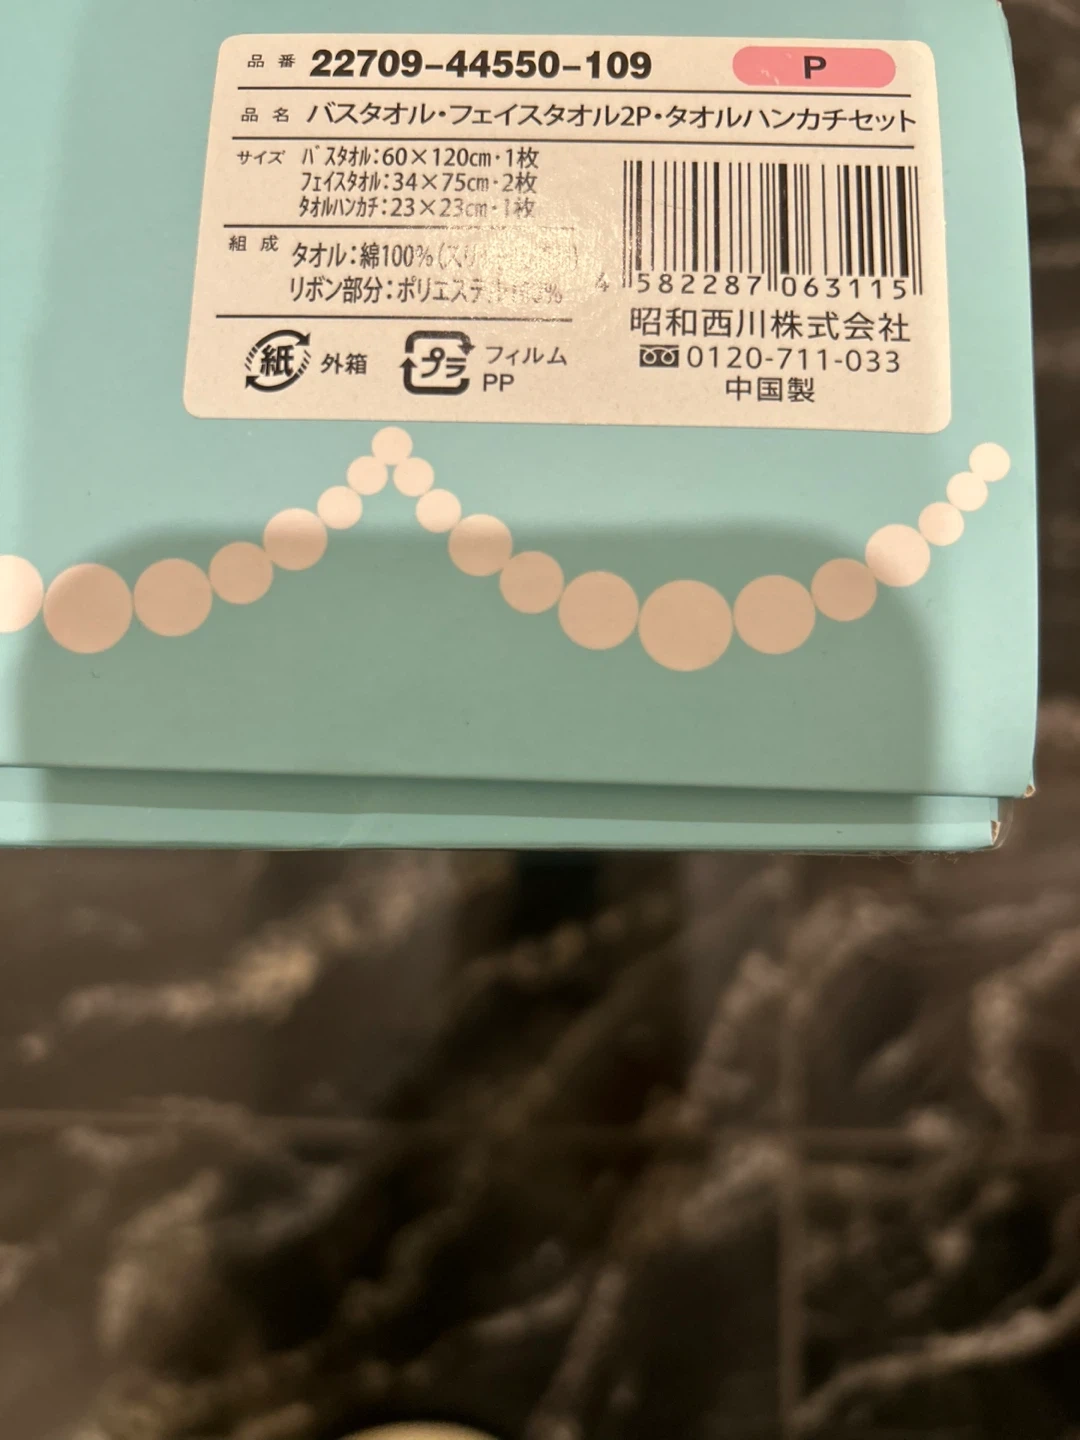 品番 22709-44550-109 P
品名 バスタオル・フェイスタオル2P・タオルハンカチセット
サイズ バスタオル:60×120cm・1枚
フェイスタオル:34×75cm・2枚
タオルハンカチ:23×23cm・1枚
組成 タオル:綿100%
リボン部分:ポリエステル
4 582287 063115
昭和西川株式会社
0120-711-033
中国製
紙 外箱
プラ フィルム
PP